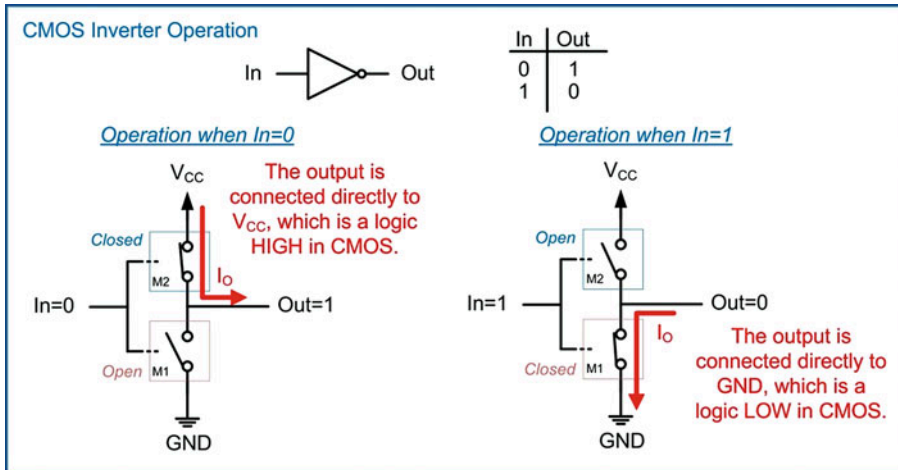 CMOS Inverter Operation
In
Out
In Out
0 1
1 0
Operation when In=0
VCC
The output is
connected directly to
VCC, which is a logic
HIGH in CMOS.
Closed
M2
IO
In=0
Out=1
Open
M1
GND
Operation when In=1
VCC
Open
M2
In=1
Out=0
IO
Closed
M1
The output is
connected directly to
GND, which is a
logic LOW in CMOS.
GND